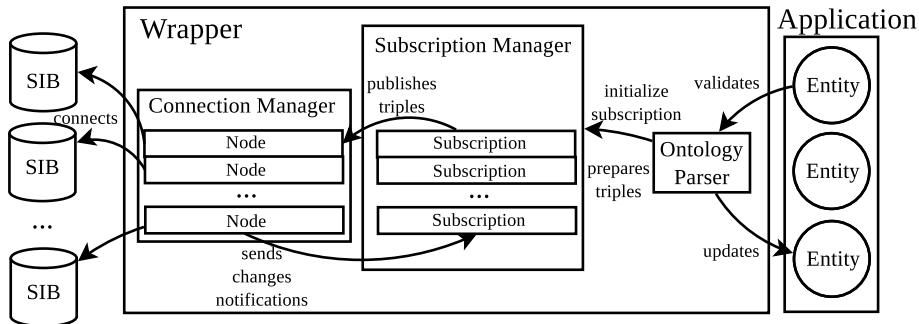 Wrapper
Application
Subscription Manager
SIB
publishes
triples
initialize
subscription
validates
Entity
Connection Manager
connects
Node
Subscription
SIB
Node
Subscription
Ontology
Parser
Entity
...
...
prepares
triples
...
Node
Subscription
sends
changes
notifications
updates
Entity
SIB